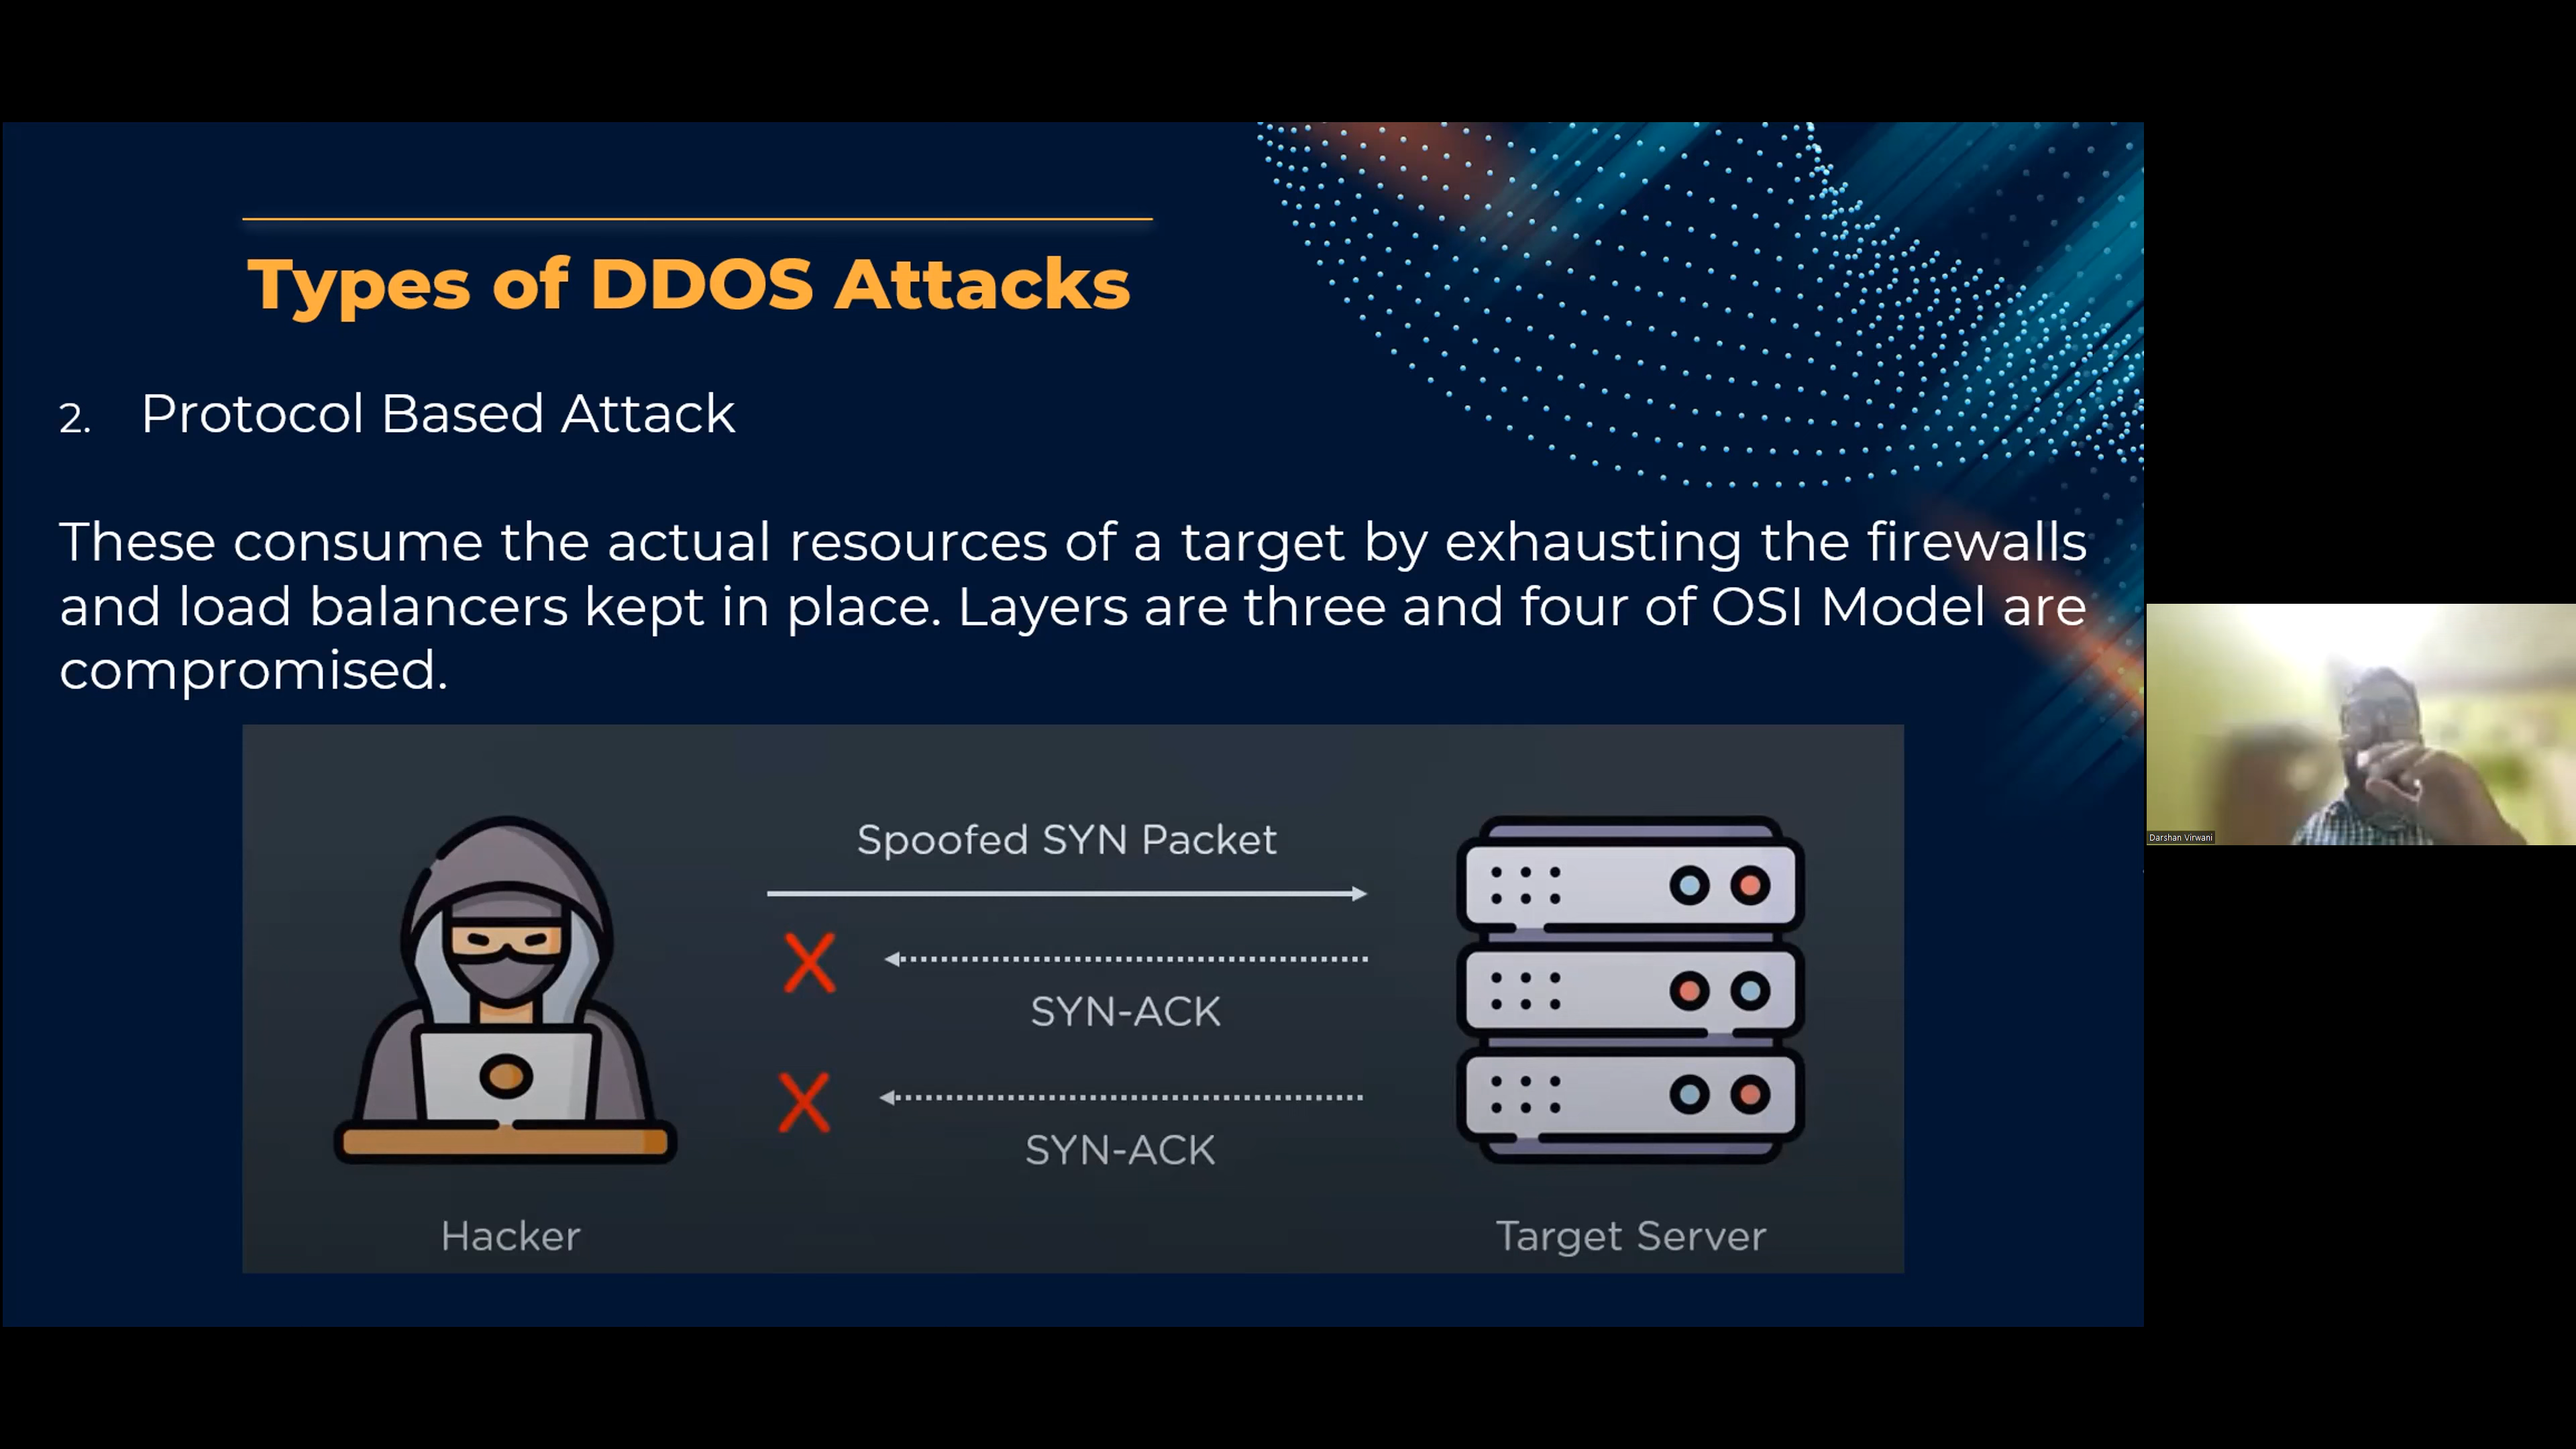 Types of DDOS Attacks
2. Protocol Based Attack
These consume the actual resources of a target by exhausting the firewalls
and load balancers kept in place. Layers are three and four of OSI Model are
compromised.
Spoofed SYN Packet
X
SYN-ACK
X
SYN-ACK
Hacker
Target Server
Darshan Virwani